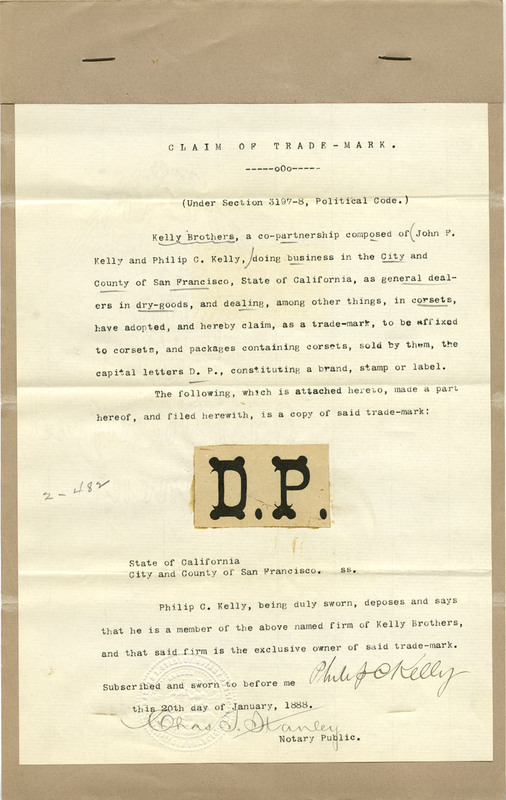 CLAIM OF TRADE-MARK.
-----oOo-----
(Under Section 3197-8, Political Code.)
Kelly Brothers, a co-partnership composed of (John F.
Kelly and Philip C. Kelly,) doing business in the City and
County of San Francisco, State of California, as general deal-
ers in dry-goods, and dealing, among other things, in corsets,
have adopted, and hereby claim, as a trade-mark, to be affixed
to corsets, and packages containing corsets, sold by them, the
capital letters D. P., constituting a brand, stamp or label.
The following, which is attached hereto, made a part
hereof, and filed herewith, is a copy of said trade-mark:
D.P.
2-482
State of California
City and County of San Francisco. ss.
Philip C. Kelly, being duly sworn, deposes and says
that he is a member of the above named firm of Kelly Brothers,
and that said firm is the exclusive owner of said trade-mark.
Philip C Kelly
Subscribed and sworn to before me
this 20th day of January, 1888.
Chas. T. Stanley
Notary Public.